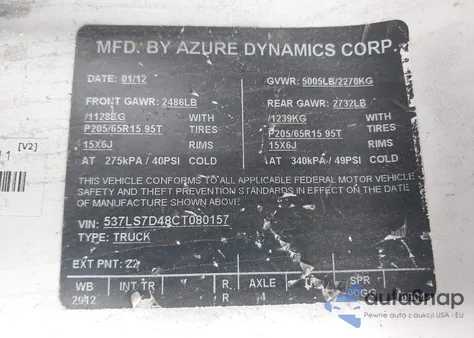 MFD. BY AZURE DYNAMICS CORP.
DATE: 01/12 GVWR: 5005LB/2270KG
FRONT GAWR: 2486LB REAR GAWR: 2732LB
/1128KG WITH /1239KG WITH
P205/65R15 95T TIRES P205/65R15 95T TIRES
15X6J RIMS 15X6J RIMS
AT 275kPA/40PSI COLD AT 340kPA/49PSI COLD
THIS VEHICLE CONFORMS TO ALL APPLICABLE FEDERAL MOTOR VEHICLE
SAFETY AND THEFT PREVENTION STANDARDS IN EFFECT ON THE DATE
OF MANUFACTURE SHOWN ABOVE.
VIN: 537LS7D48CT080157
TYPE: TRUCK
EXT PNT: Z2
WB INT TR R AXLE SPR
2912 R 4
[V2]
autosnap
Pewne auta z aukcji USA i EU